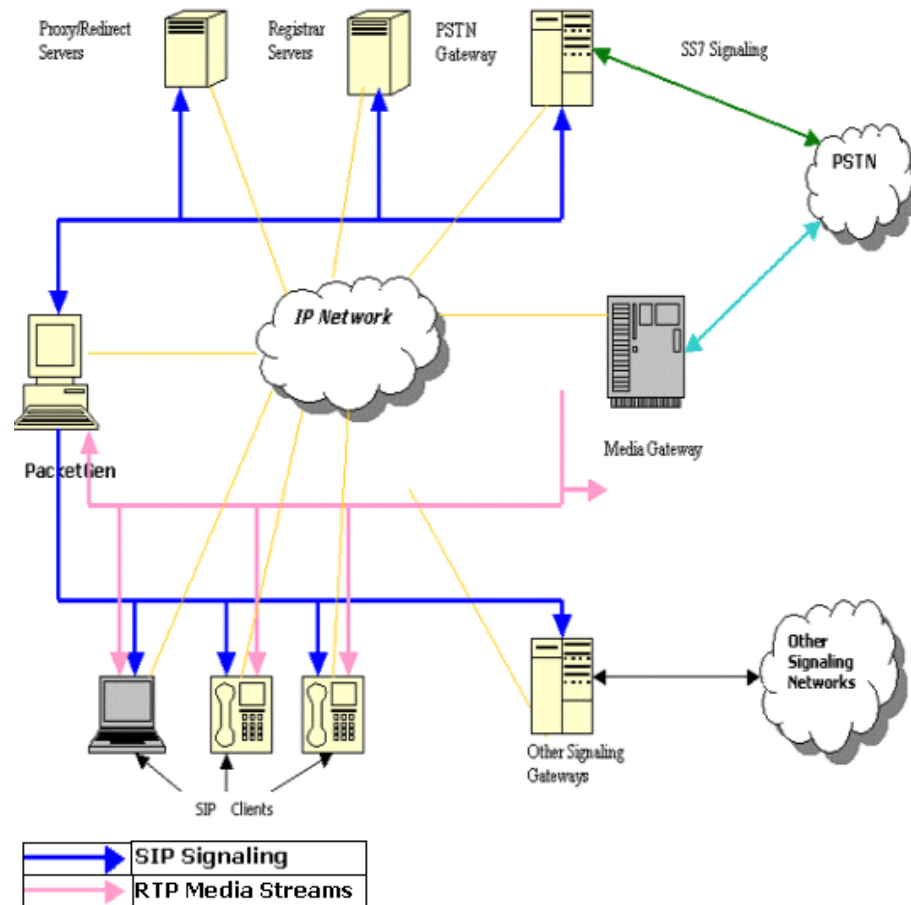 Proxy/Redirect
Servers
Registrar
Servers
PSTN
Gateway
SS7 Signaling
PSTN
IP Network
PacketGen
Media Gateway
Other
Signaling
Networks
Other Signaling
Gateways
SIP Clients
SIP Signaling
RTP Media Streams